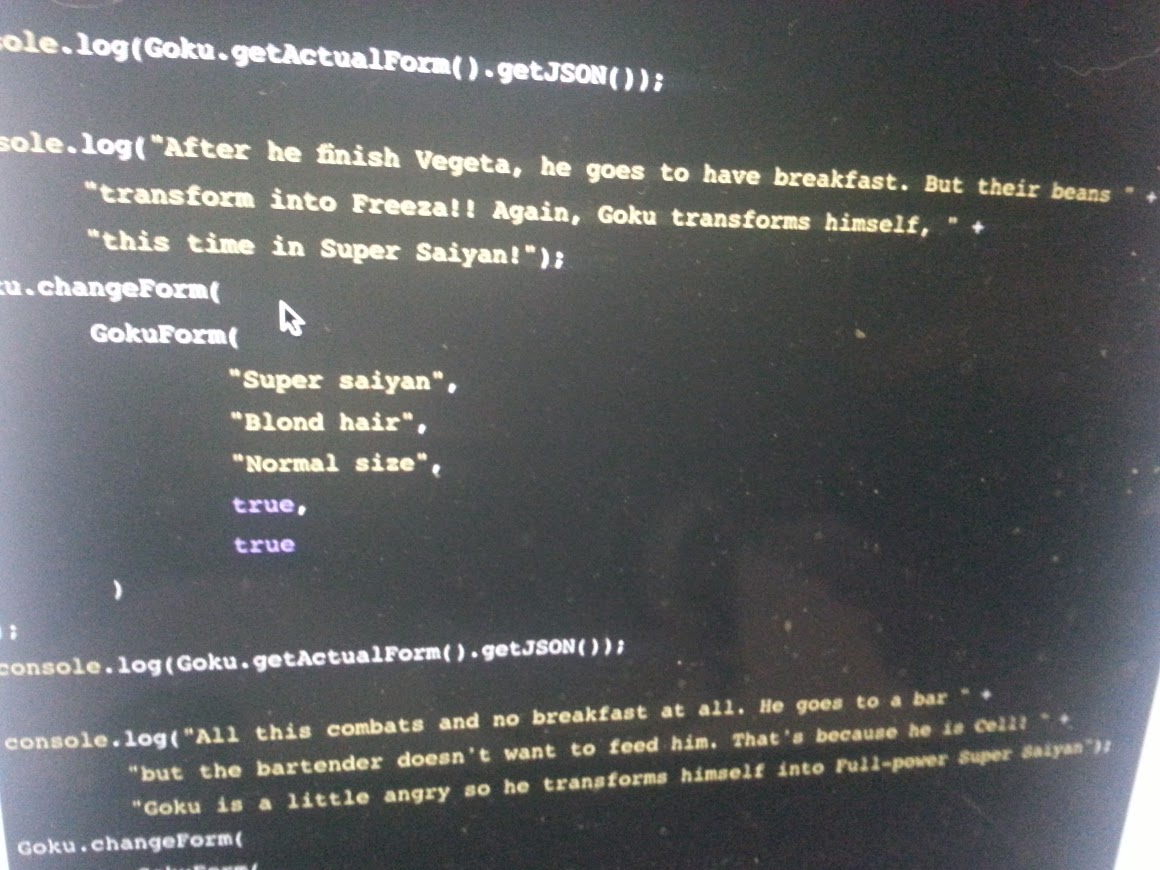 sole.log(Goku.getActualForm().getJSON());
sole.log("After he finish Vegeta, he goes to have breakfast. But their beans " +
"transform into Freeza!! Again, Goku transforms himself, " +
"this time in Super Saiyan!");
ku.changeForm(
GokuForm(
"Super saiyan",
"Blond hair",
"Normal size",
true,
true
)
);
console.log(Goku.getActualForm().getJSON());
console.log("All this combats and no breakfast at all. He goes to a bar " +
"but the bartender doesn't want to feed him. That's because he is Cell! " +
"Goku is a little angry so he transforms himself into Full-power Super Saiyan");
Goku.changeForm(
GokuForm(